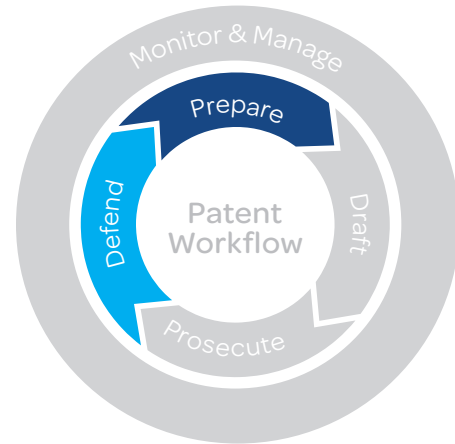 Monitor & Manage
Prepare
Draft
Prosecute
Defend
Patent
Workflow